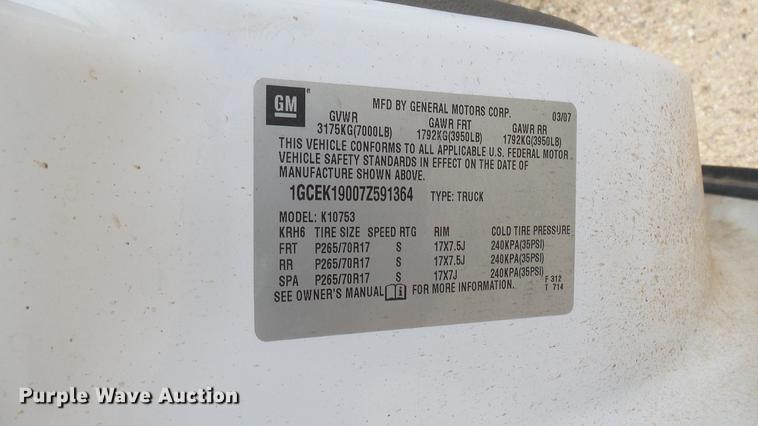 GM
MFD BY GENERAL MOTORS CORP. 03/07
GVWR GAWR FRT GAWR RR
3175KG(7000LB) 1792KG(3950LB) 1792KG(3950LB)
THIS VEHICLE CONFORMS TO ALL APPLICABLE U.S. FEDERAL MOTOR
VEHICLE SAFETY STANDARDS IN EFFECT ON THE DATE OF
MANUFACTURE SHOWN ABOVE.
1GCEK19007Z591364 TYPE: TRUCK
MODEL: K10753
KRH6 TIRE SIZE SPEED RTG RIM COLD TIRE PRESSURE
FRT P265/70R17 S 17X7.5J 240KPA(35PSI)
RR P265/70R17 S 17X7.5J 240KPA(35PSI)
SPA P265/70R17 S 17X7J 240KPA(35PSI)
F 312
SEE OWNER'S MANUAL FOR MORE INFORMATION. T 714
Purple Wave Auction